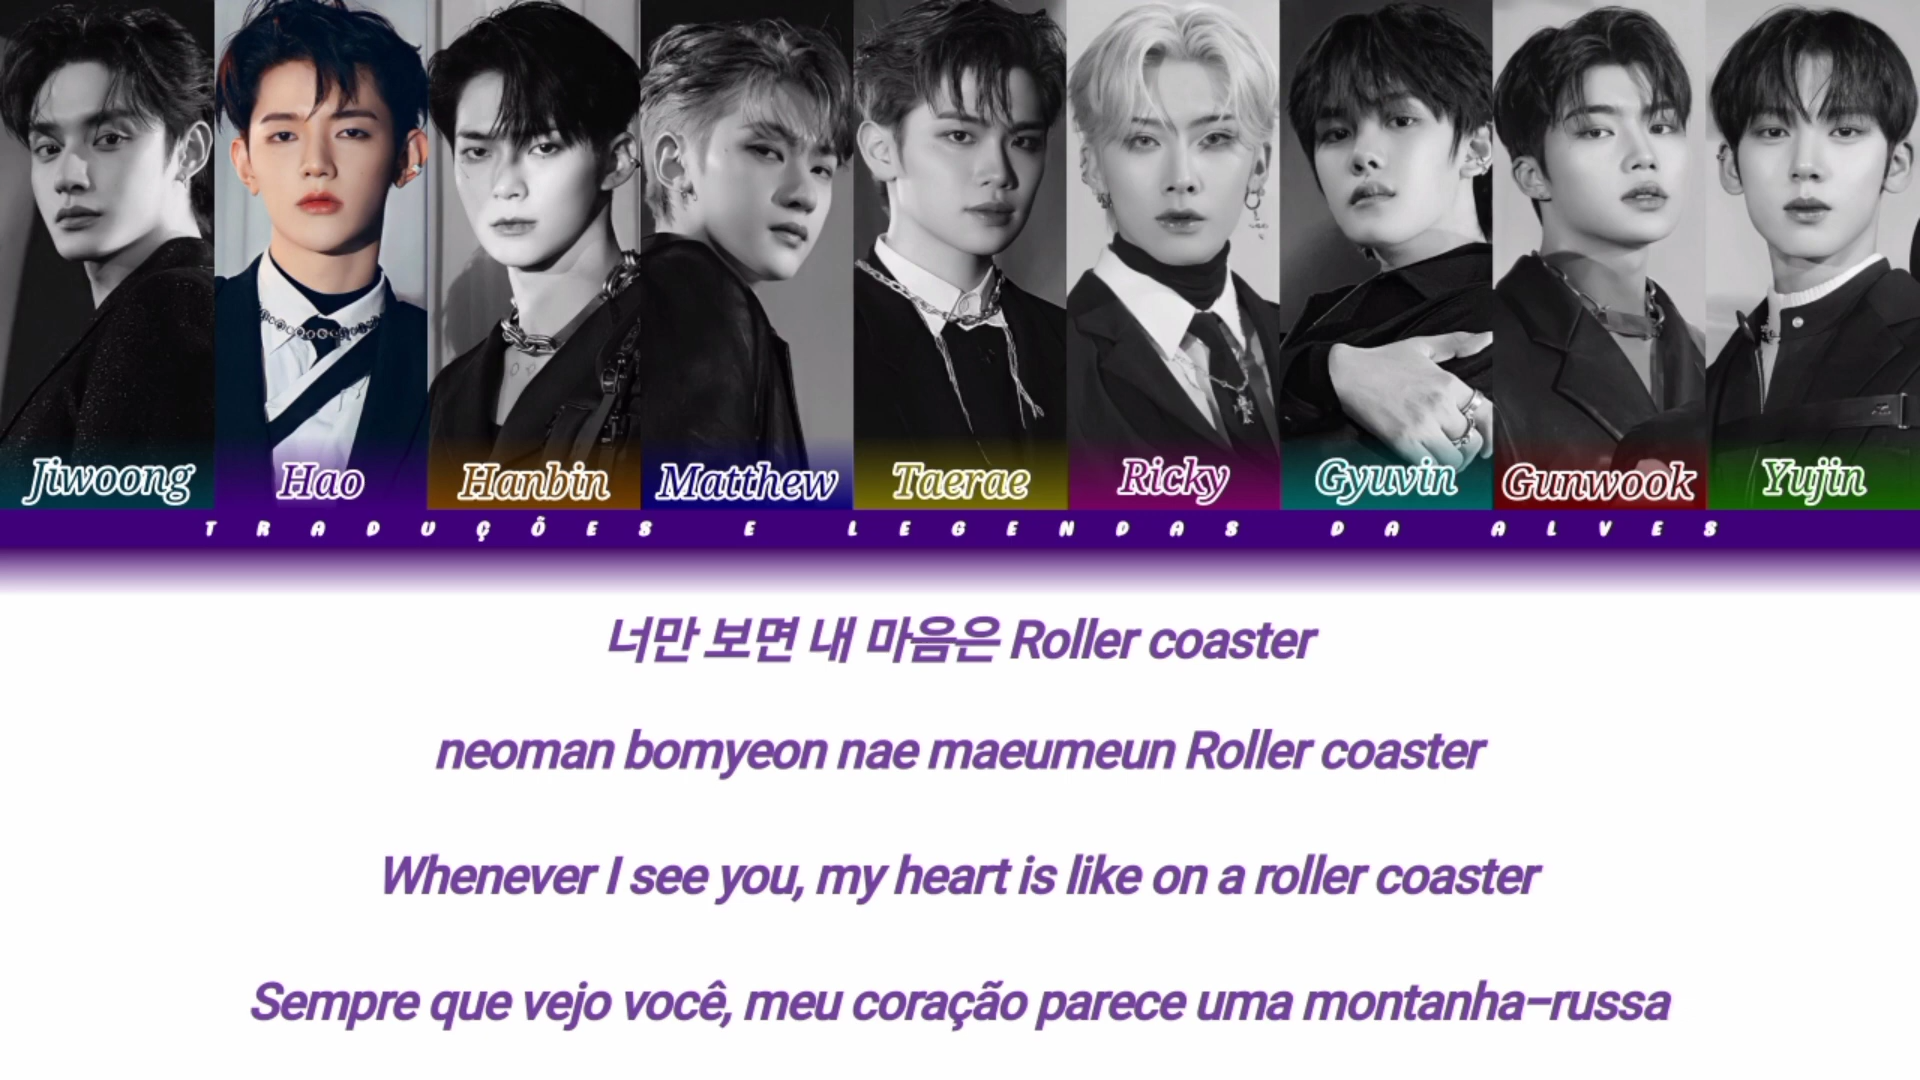 Jiwoong Hao Hanbin Matthew Taerae Ricky Gyuvin Gunwook Yujin
TRADUÇÕES E LEGENDAS DA ALVES
너만 보면 내 마음은 Roller coaster
neoman bomyeon nae maeumeun Roller coaster
Whenever I see you, my heart is like on a roller coaster
Sempre que vejo você, meu coração parece uma montanha-russa